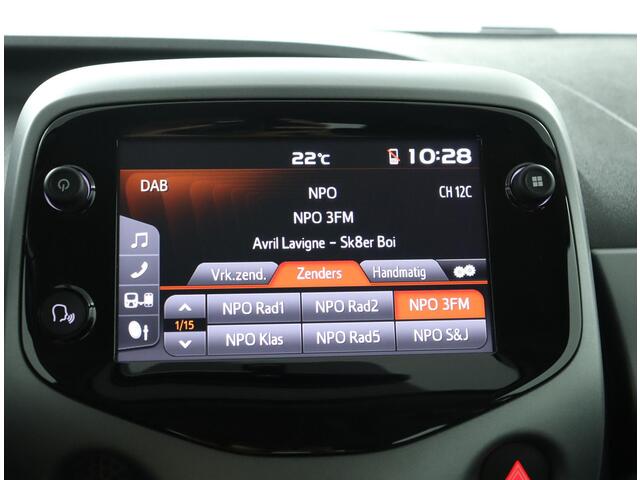 22°C 10:28
DAB NPO CH 12C
NPO 3FM
Avril Lavigne - Sk8er Boi
Vrk.zend. Zenders Handmatig
NPO Rad1 NPO Rad2 NPO 3FM
1/15
NPO Klas NPO Rad5 NPO S&J